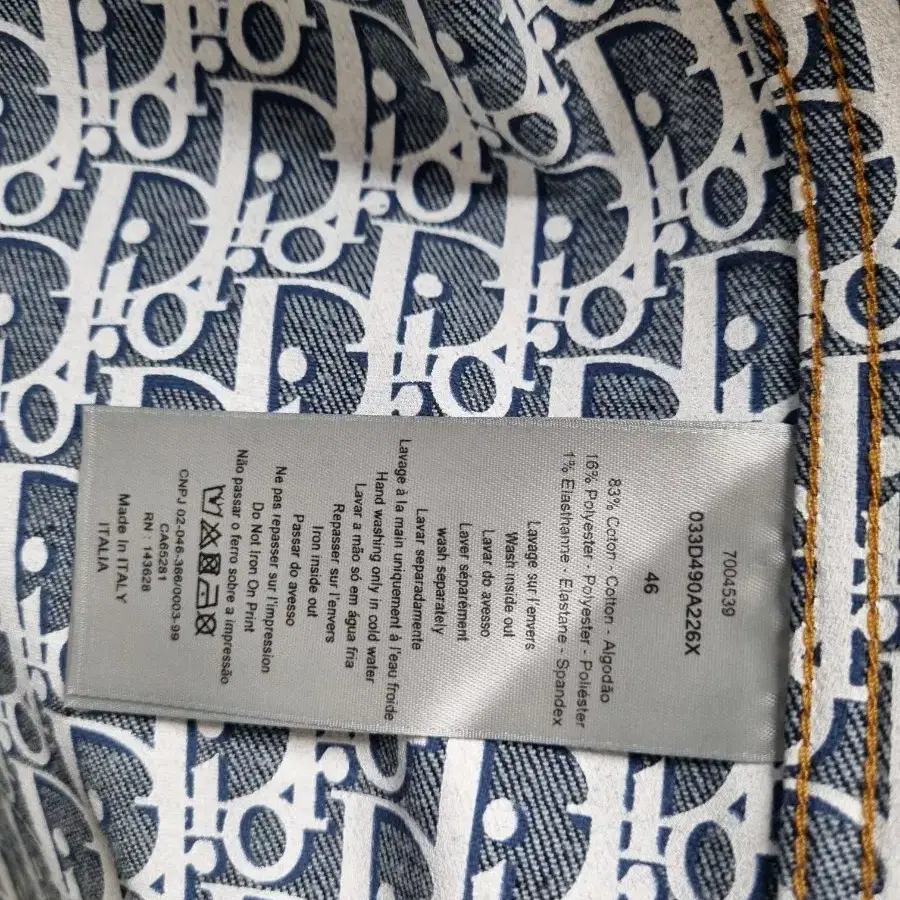 7004539
033D490A226X
46
83% Coton - Cotton - Algodão
16% Polyester - Polyester - Poliéster
1% Elasthanne - Elastane - Spandex
Lavage sur l'envers
Wash inside out
Lavar do avesso
Laver séparément
wash separately
Lavar separadamente
Lavage à la main uniquement à l'eau froide
Hand washing only in cold water
Lavar a mão só em água fria
Repasser sur l'envers
Iron inside out
Passar do avesso
Ne pas repasser sur l'impression
Do Not Iron On Print
Não passar o ferro sobre a impressão
CNPJ 02-046-366/0003-99
CA6281
RN : 143628
Made in ITALY
ITALIA
Dior